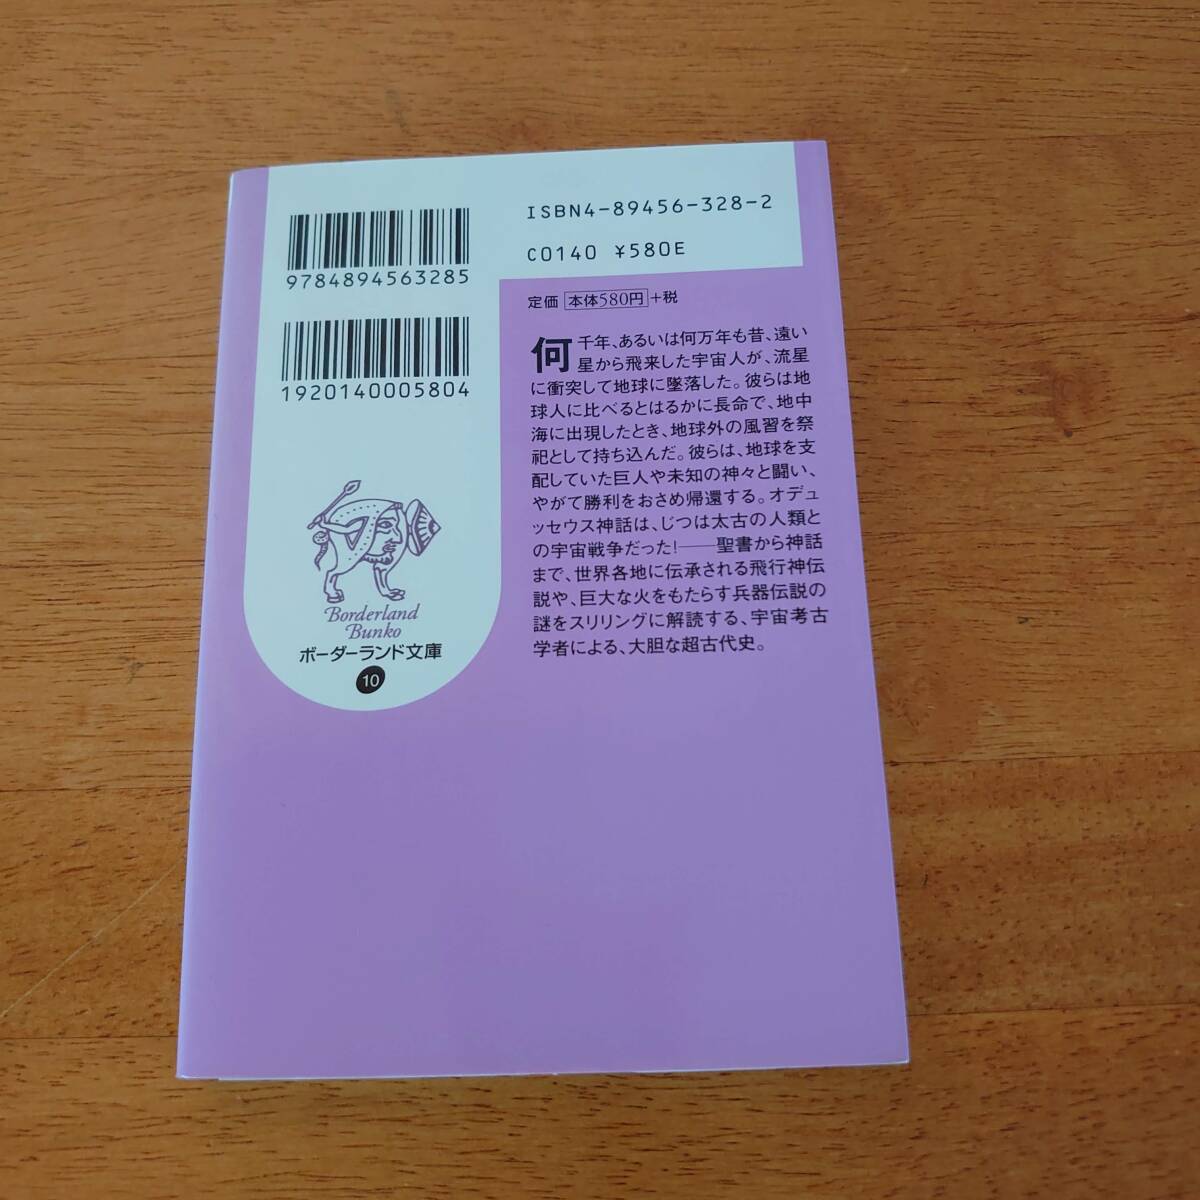 9784894563285
1920140005804
Borderland
Bunko
ボーダーランド文庫
10
ISBN4-89456-328-2
C0140 ¥580E
定価 本体580円 +税
何千年、あるいは何万年も昔、遠い
星から飛来した宇宙人が、流星
に衝突して地球に墜落した。彼らは地
球人に比べるとはるかに長命で、地中
海に出現したとき、地球外の風習を祭
祀として持ち込んだ。彼らは、地球を支
配していた巨人や未知の神々と闘い、
やがて勝利をおさめ帰還する。オデュ
ッセウス神話は、じつは太古の人類と
の宇宙戦争だった!――聖書から神話
まで、世界各地に伝承される飛行神伝
説や、巨大な火をもたらす兵器伝説の
謎をスリリングに解読する、宇宙考古
学者による、大胆な超古代史。